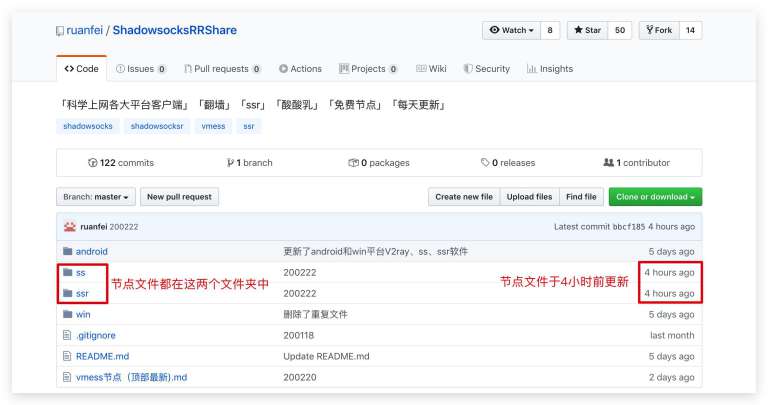 ruanfei / ShadowsocksRRShare
Watch 8 Star 50 Fork 14
Code Issues 0 Pull requests 0 Actions Projects 0 Wiki Security Insights
「科学上网各大平台客户端」「翻墙」「ssr」「酸酸乳」「免费节点」「每天更新」
shadowsocks shadowsocksr vmess ssr
122 commits 1 branch 0 packages 0 releases 1 contributor
Branch: master New pull request Create new file Upload files Find file Clone or download
ruanfei 200222 Latest commit bbcf185 4 hours ago
android 更新了android和win平台V2ray、ss、ssr软件 5 days ago
ss 200222 4 hours ago
节点文件都在这两个文件夹中 节点文件于4小时前更新
ssr 200222 4 hours ago
win 删除了重复文件 5 days ago
.gitignore 200118 last month
README.md Update README.md 5 days ago
vmess节点（顶部最新).md 200220 2 days ago